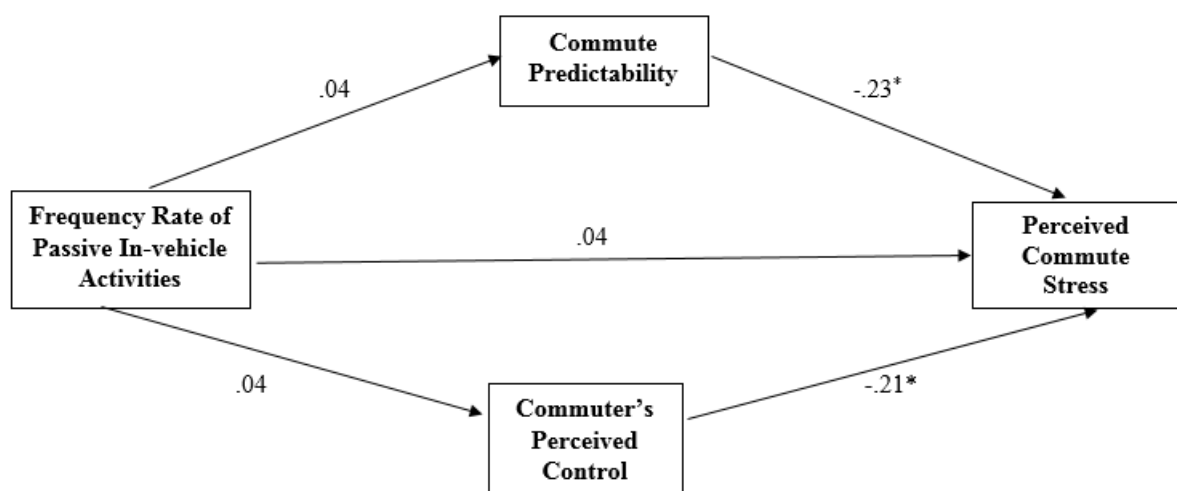 Commute
Predictability
.04
-.23*
Frequency Rate of
Passive In-vehicle
Activities
.04
Perceived
Commute
Stress
.04
-.21*
Commuter’s
Perceived
Control